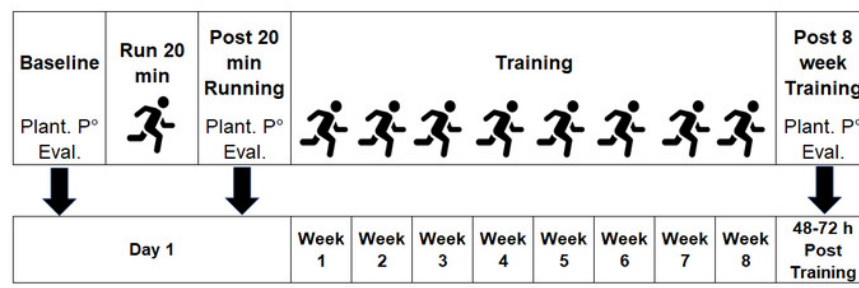 Baseline
Plant. P°
Eval.
Run 20
min
Post 20
min
Running
Plant. P°
Eval.
Training
Post 8
week
Training
Plant. P°
Eval.
Day 1
Week
1
Week
2
Week
3
Week
4
Week
5
Week
6
Week
7
Week
8
48-72 h
Post
Training